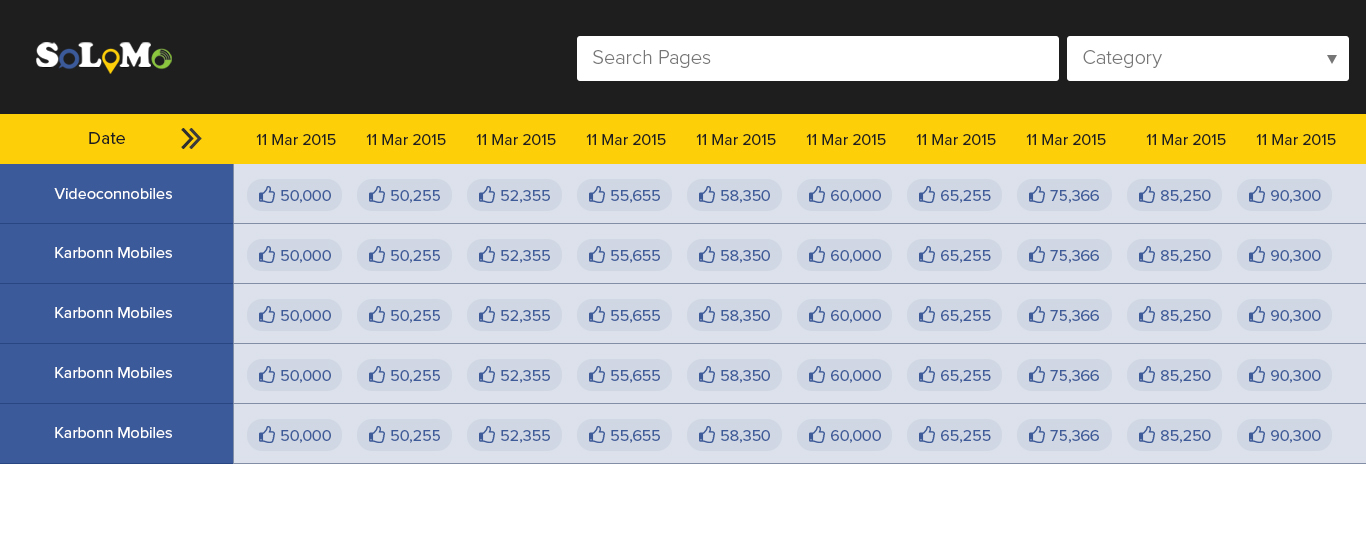 SoLoMo
Search Pages
Category
Date 11 Mar 2015 11 Mar 2015 11 Mar 2015 11 Mar 2015 11 Mar 2015 11 Mar 2015 11 Mar 2015 11 Mar 2015 11 Mar 2015 11 Mar 2015
Videoconnobiles 50,000 50,255 52,355 55,655 58,350 60,000 65,255 75,366 85,250 90,300
Karbonn Mobiles 50,000 50,255 52,355 55,655 58,350 60,000 65,255 75,366 85,250 90,300
Karbonn Mobiles 50,000 50,255 52,355 55,655 58,350 60,000 65,255 75,366 85,250 90,300
Karbonn Mobiles 50,000 50,255 52,355 55,655 58,350 60,000 65,255 75,366 85,250 90,300
Karbonn Mobiles 50,000 50,255 52,355 55,655 58,350 60,000 65,255 75,366 85,250 90,300